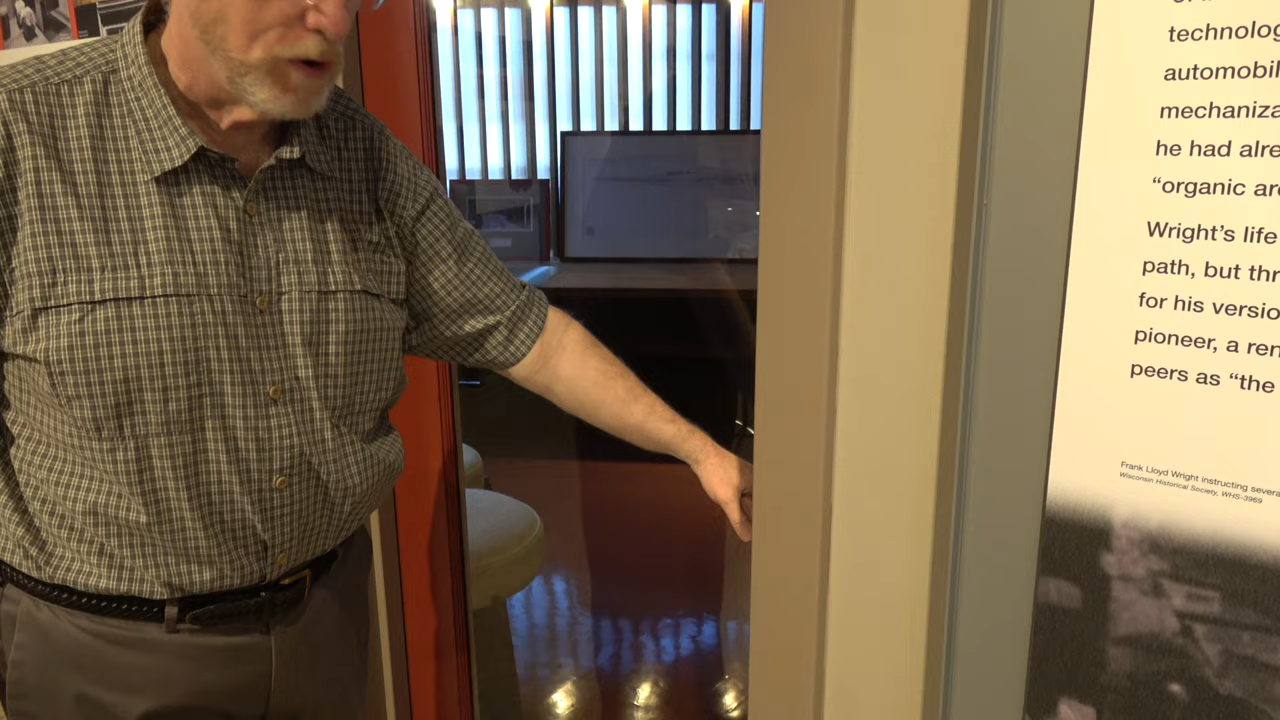 technolog
automobil
mechaniza
he had alre
“organic ar
Wright’s life
path, but thr
for his versio
pioneer, a ren
peers as “the
Frank Lloyd Wright instructing severa
Wisconsin Historical Society, WHS-3969